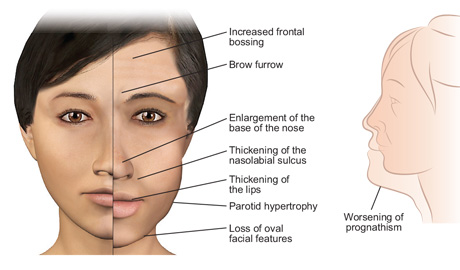 Increased frontal
bossing
Brow furrow
Enlargement of the
base of the nose
Thickening of the
nasolabial sulcus
Thickening of
the lips
Parotid hypertrophy
Loss of oval
facial features
Worsening of
prognathism